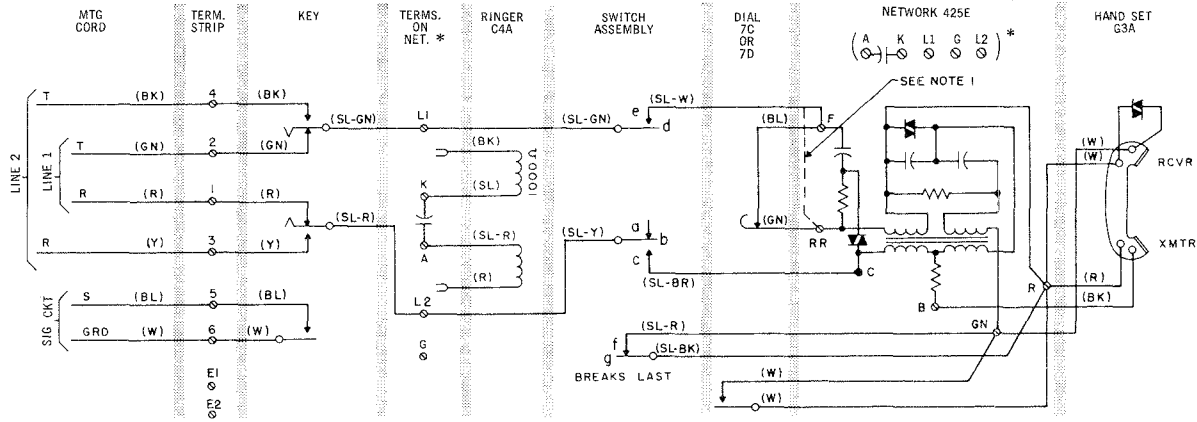 MTG
CORD
TERM.
STRIP
KEY
TERMS.
ON
NET. *
RINGER
C4A
SWITCH
ASSEMBLY
DIAL
7C
OR
7D
NETWORK 425E
( A K L1 G L2 ) *
HAND SET
G3A
SEE NOTE 1
LINE 2
LINE 1
T (BK) 4 (BK)
T (GN) 2 (GN)
R (R) 1 (R)
R (Y) 3 (Y)
SIG CKT
S (BL) 5 (BL)
GRD (W) 6 (W)
E1
E2
(SL-GN)
(SL-R)
L1
K
A
L2
G
(BK)
(SL)
1000 Ω
(SL-R)
(R)
(SL-GN)
(SL-Y)
e
d
a
b
C
(SL-W)
(SL-BR)
f
g
(SL-R)
(SL-BK)
BREAKS LAST
(BL)
F
(GN)
RR
C
B
R
GN
(W)
(W)
(W)
(W)
RCVR
XMTR
(R)
(BK)